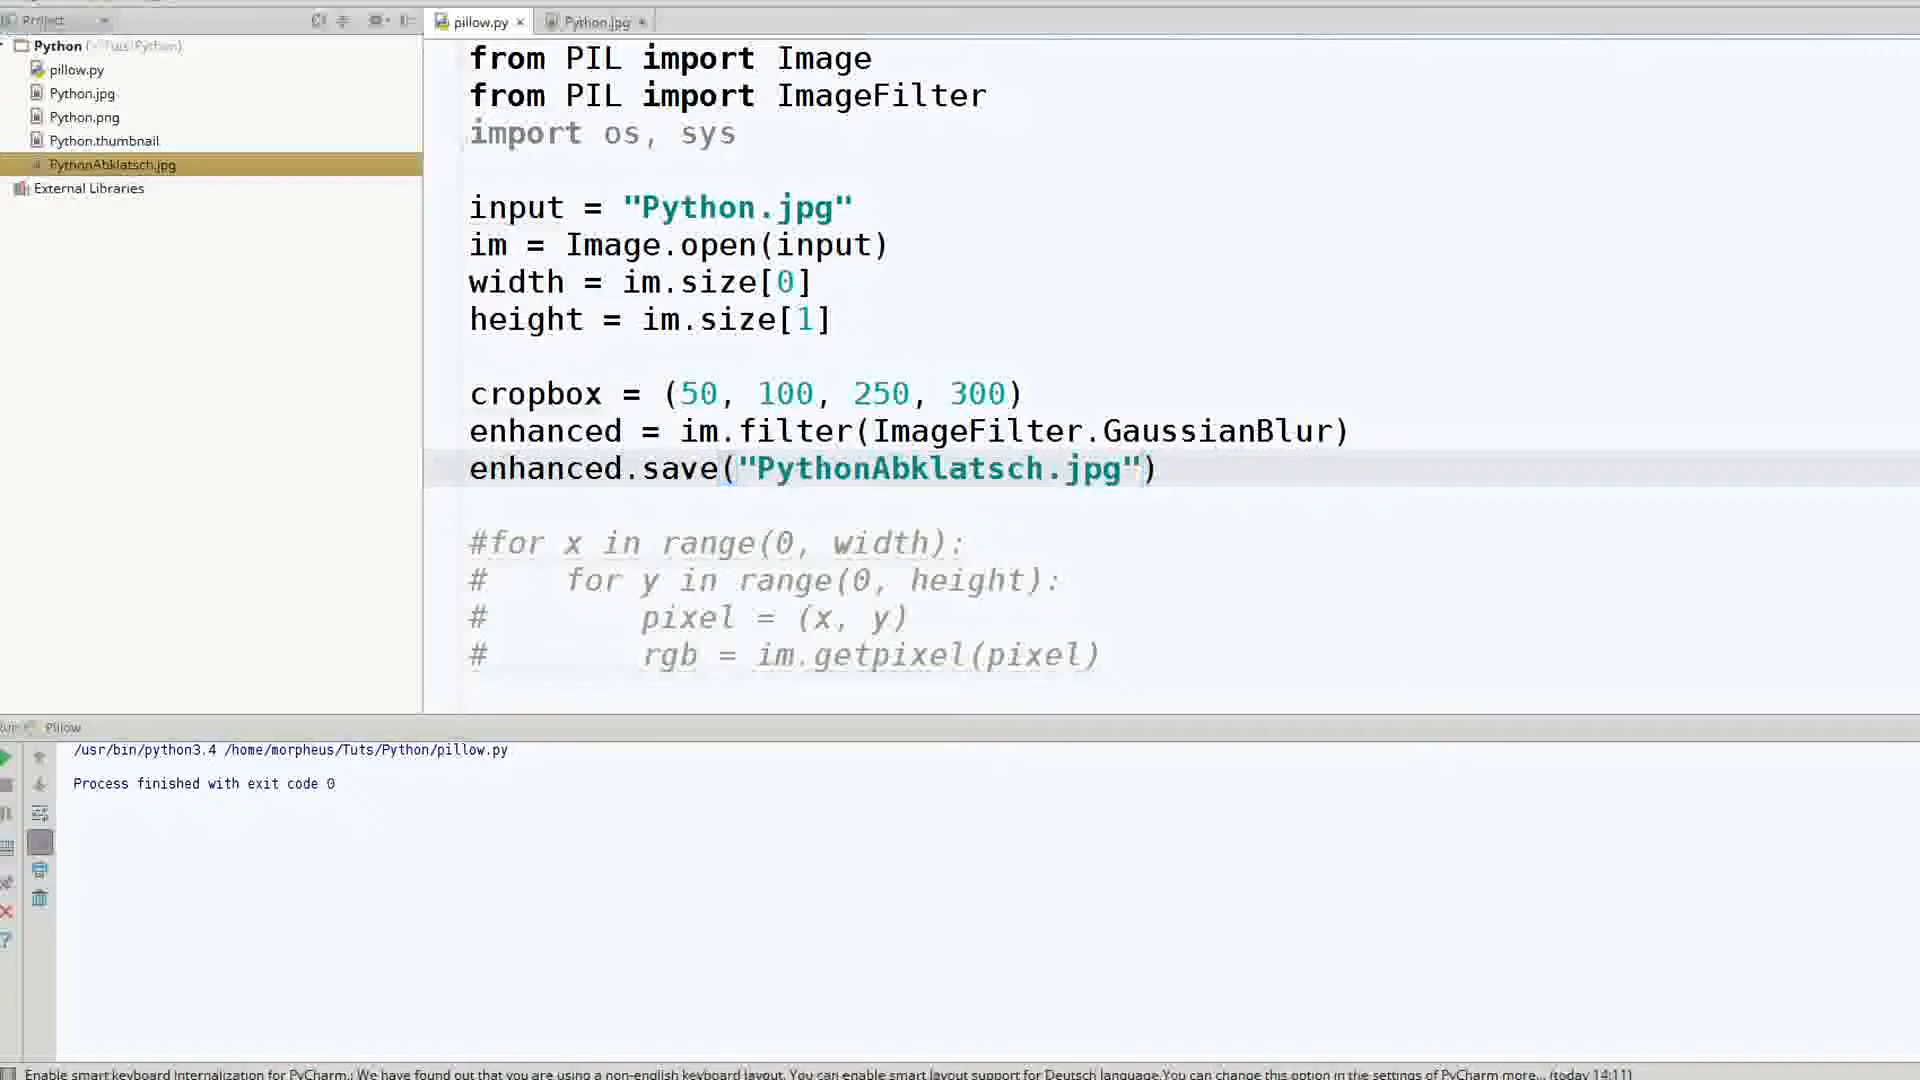 Project
pillow.py
Python.jpg
Python (~/Tuts/Python)
pillow.py
Python.jpg
Python.png
Python.thumbnail
PythonAbklatsch.jpg
External Libraries
from PIL import Image
from PIL import ImageFilter
import os, sys
input = "Python.jpg"
im = Image.open(input)
width = im.size[0]
height = im.size[1]
cropbox = (50, 100, 250, 300)
enhanced = im.filter(ImageFilter.GaussianBlur)
enhanced.save("PythonAbklatsch.jpg")
#for x in range(0, width):
#    for y in range(0, height):
#        pixel = (x, y)
#        rgb = im.getpixel(pixel)
Run Pillow
/usr/bin/python3.4 /home/morpheus/Tuts/Python/pillow.py
Process finished with exit code 0
Enable smart keyboard internalization for PyCharm.: We have found out that you are using a non-english keyboard layout. You can enable smart layout support for Deutsch language.You can change this option in the settings of PyCharm more... (today 14:11)